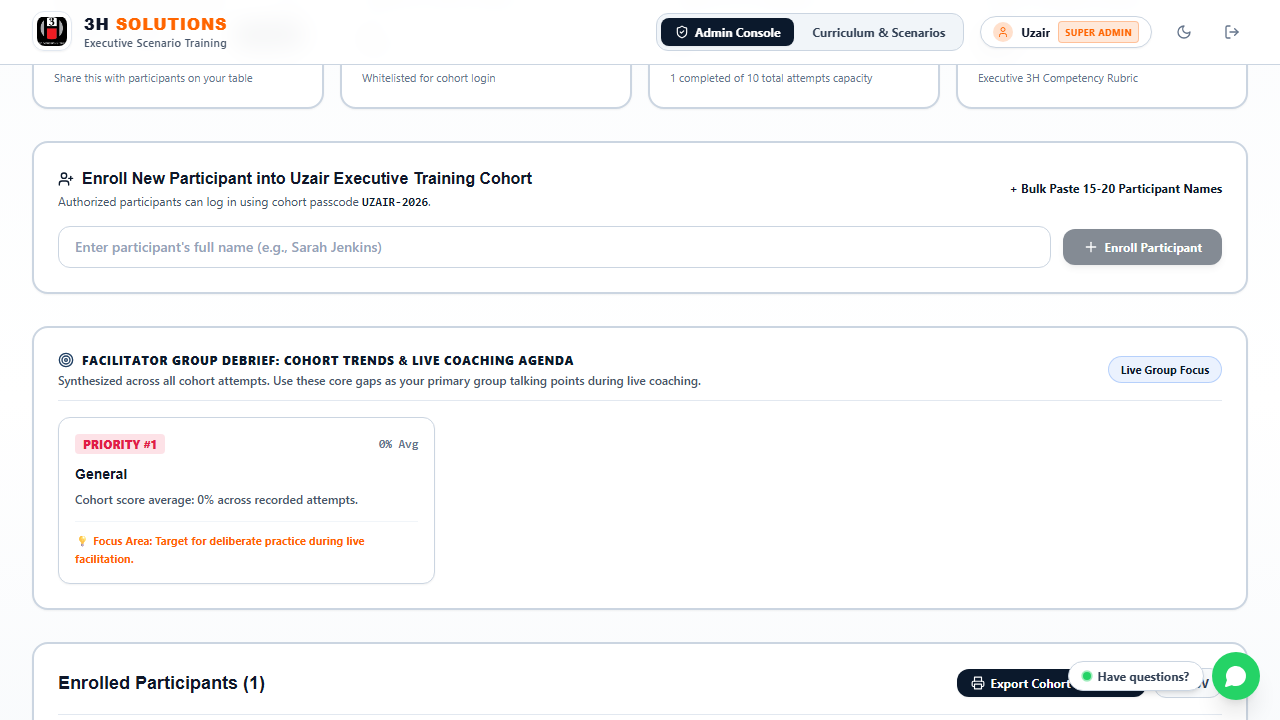 3H SOLUTIONS
Executive Scenario Training
Admin Console
Curriculum & Scenarios
Uzair
SUPER ADMIN
Share this with participants on your table
Whitelisted for cohort login
1 completed of 10 total attempts capacity
Executive 3H Competency Rubric
Enroll New Participant into Uzair Executive Training Cohort
Authorized participants can log in using cohort passcode UZAIR-2026.
+ Bulk Paste 15-20 Participant Names
Enter participant's full name (e.g., Sarah Jenkins)
Enroll Participant
FACILITATOR GROUP DEBRIEF: COHORT TRENDS & LIVE COACHING AGENDA
Synthesized across all cohort attempts. Use these core gaps as your primary group talking points during live coaching.
Live Group Focus
PRIORITY #1
0% Avg
General
Cohort score average: 0% across recorded attempts.
💡 Focus Area: Target for deliberate practice during live
facilitation.
Enrolled Participants (1)
Export Cohort
Have questions?